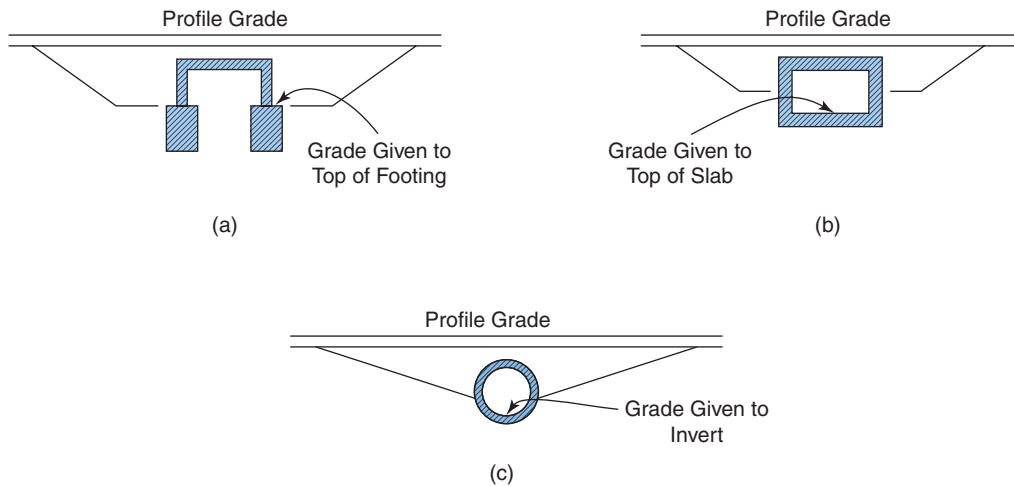 Profile Grade
Grade Given to
Top of Footing
(a)
Profile Grade
Grade Given to
Top of Slab
(b)
Profile Grade
Grade Given to
Invert
(c)